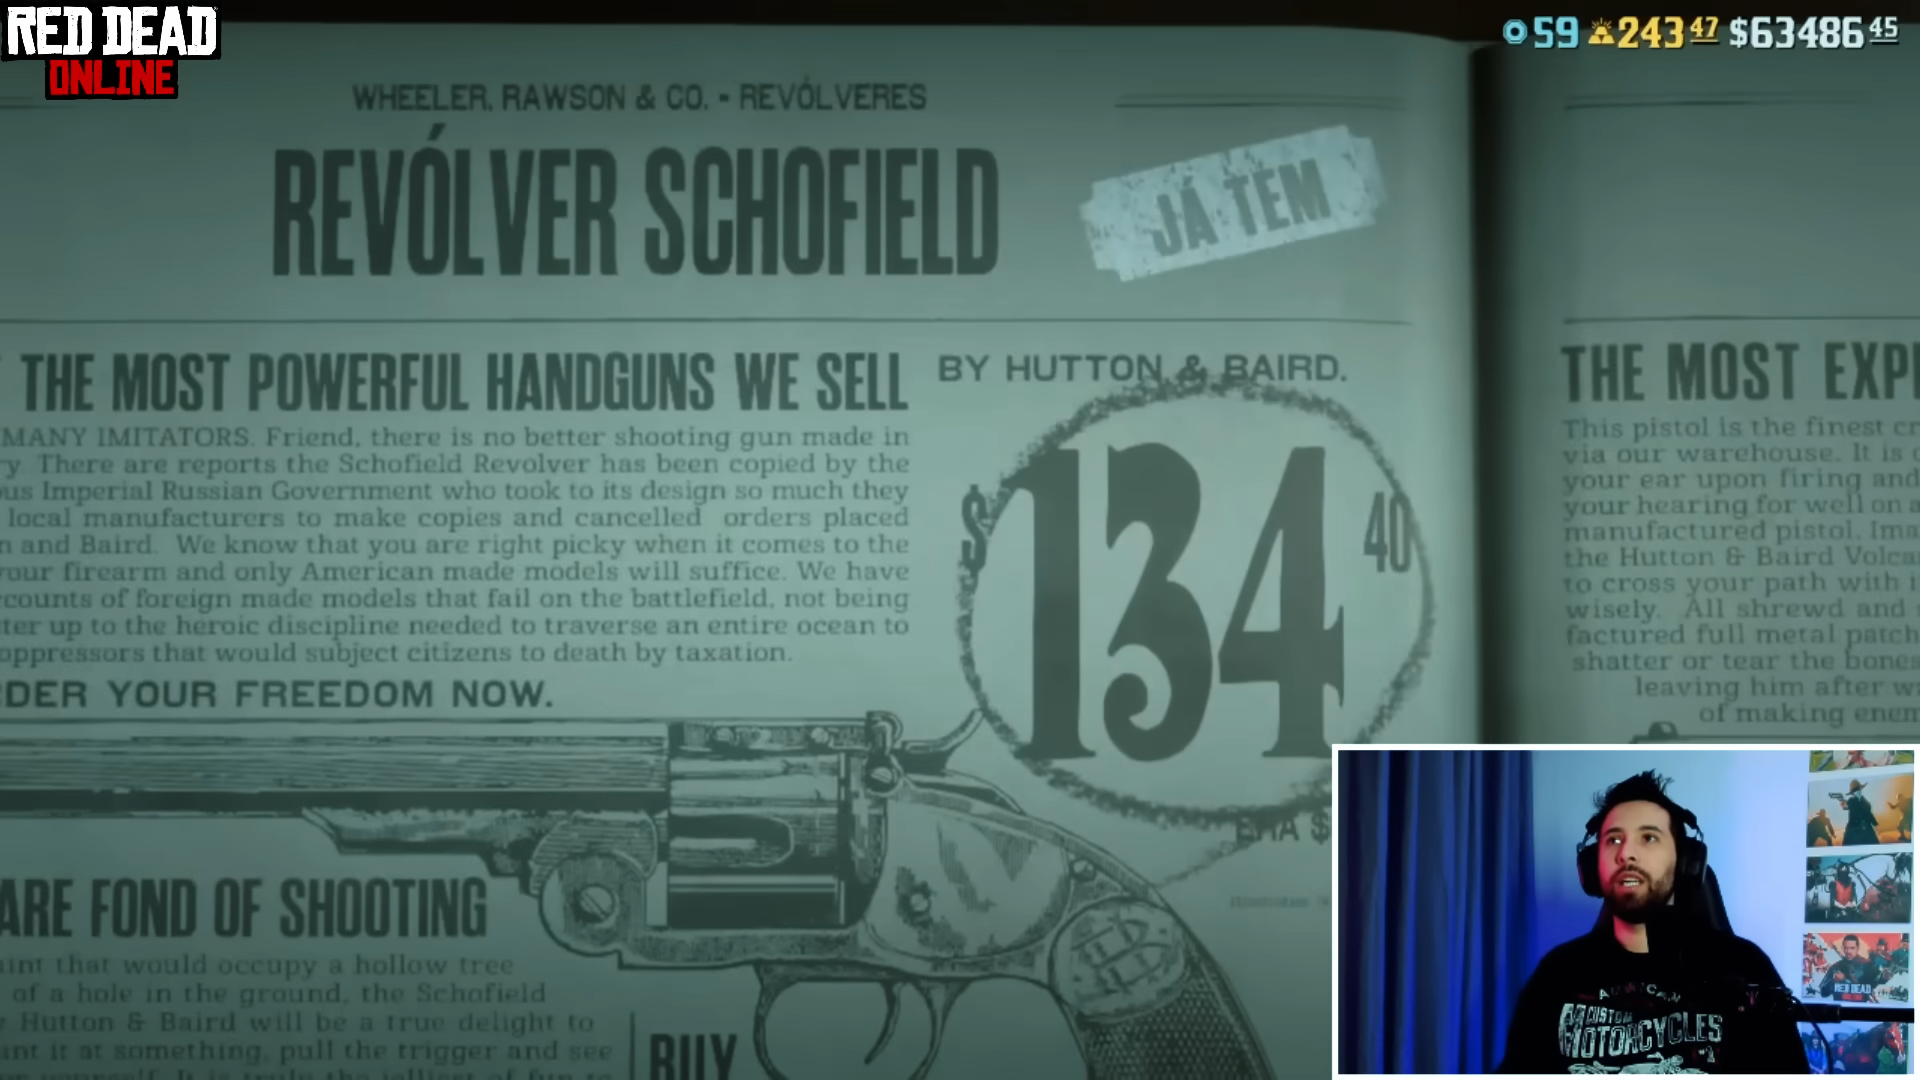 RED DEAD
ONLINE
59 243 47 $63486 45
WHEELER, RAWSON & CO. - REVÓLVERES
REVÓLVER SCHOFIELD
JÁ TEM
THE MOST POWERFUL HANDGUNS WE SELL
MANY IMITATORS. Friend, there is no better shooting gun made in
There are reports the Schofield Revolver has been copied by the
Imperial Russian Government who took to its design so much they
local manufacturers to make copies and cancelled orders placed
and Baird. We know that you are right picky when it comes to the
your firearm and only American made models will suffice. We have
of foreign made models that fail on the battlefield, not being
up to the heroic discipline needed to traverse an entire ocean to
oppressors that would subject citizens to death by taxation.
YOUR FREEDOM NOW.
BY HUTTON & BAIRD.
$134 40
ERA $
ARE FOND OF SHOOTING
that would occupy a hollow tree
of a hole in the ground, the Schofield
Hutton & Baird will be a true delight to
it at something, pull the trigger and see
BUY
THE MOST
This pistol is the finest
via our warehouse. It is
your ear upon firing and
your hearing for well on
manufactured pistol.
the Hutton & Baird
to cross your path with
wisely. All shrewd and
factured full metal
shatter or tear the
leaving him after
of making
CUSTOM
MOTORCYCLES
RED DEAD